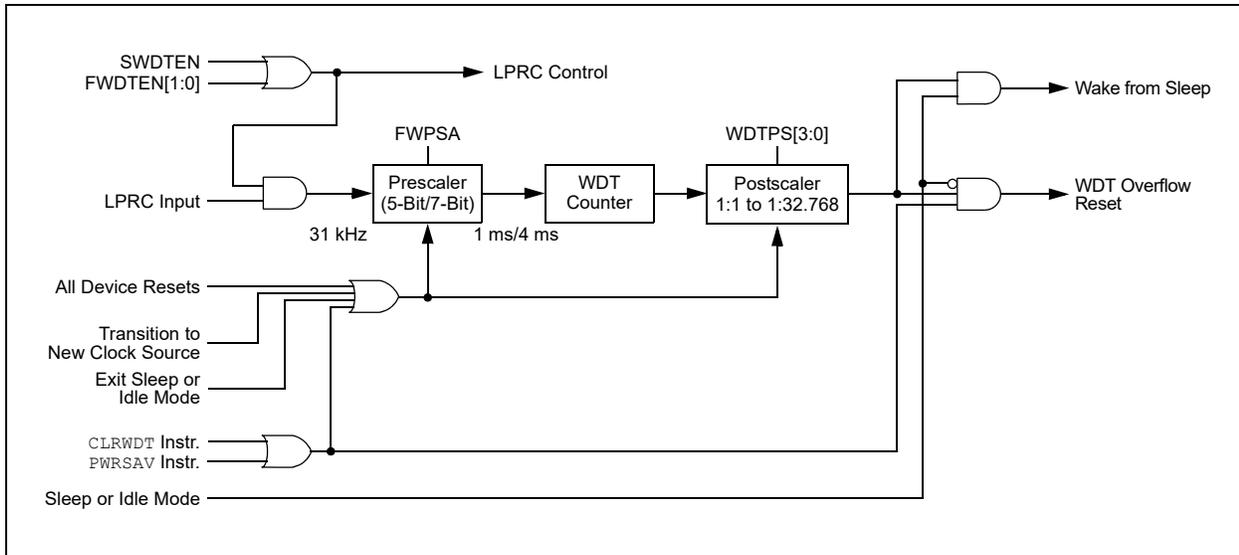 SWDTEN
FWDTEN[1:0]
LPRC Control
Wake from Sleep
FWPSA
WDTPS[3:0]
LPRC Input
Prescaler
(5-Bit/7-Bit)
WDT
Counter
Postscaler
1:1 to 1:32.768
WDT Overflow
Reset
31 kHz
1 ms/4 ms
All Device Resets
Transition to
New Clock Source
Exit Sleep or
Idle Mode
CLRWDT Instr.
PWRSAV Instr.
Sleep or Idle Mode